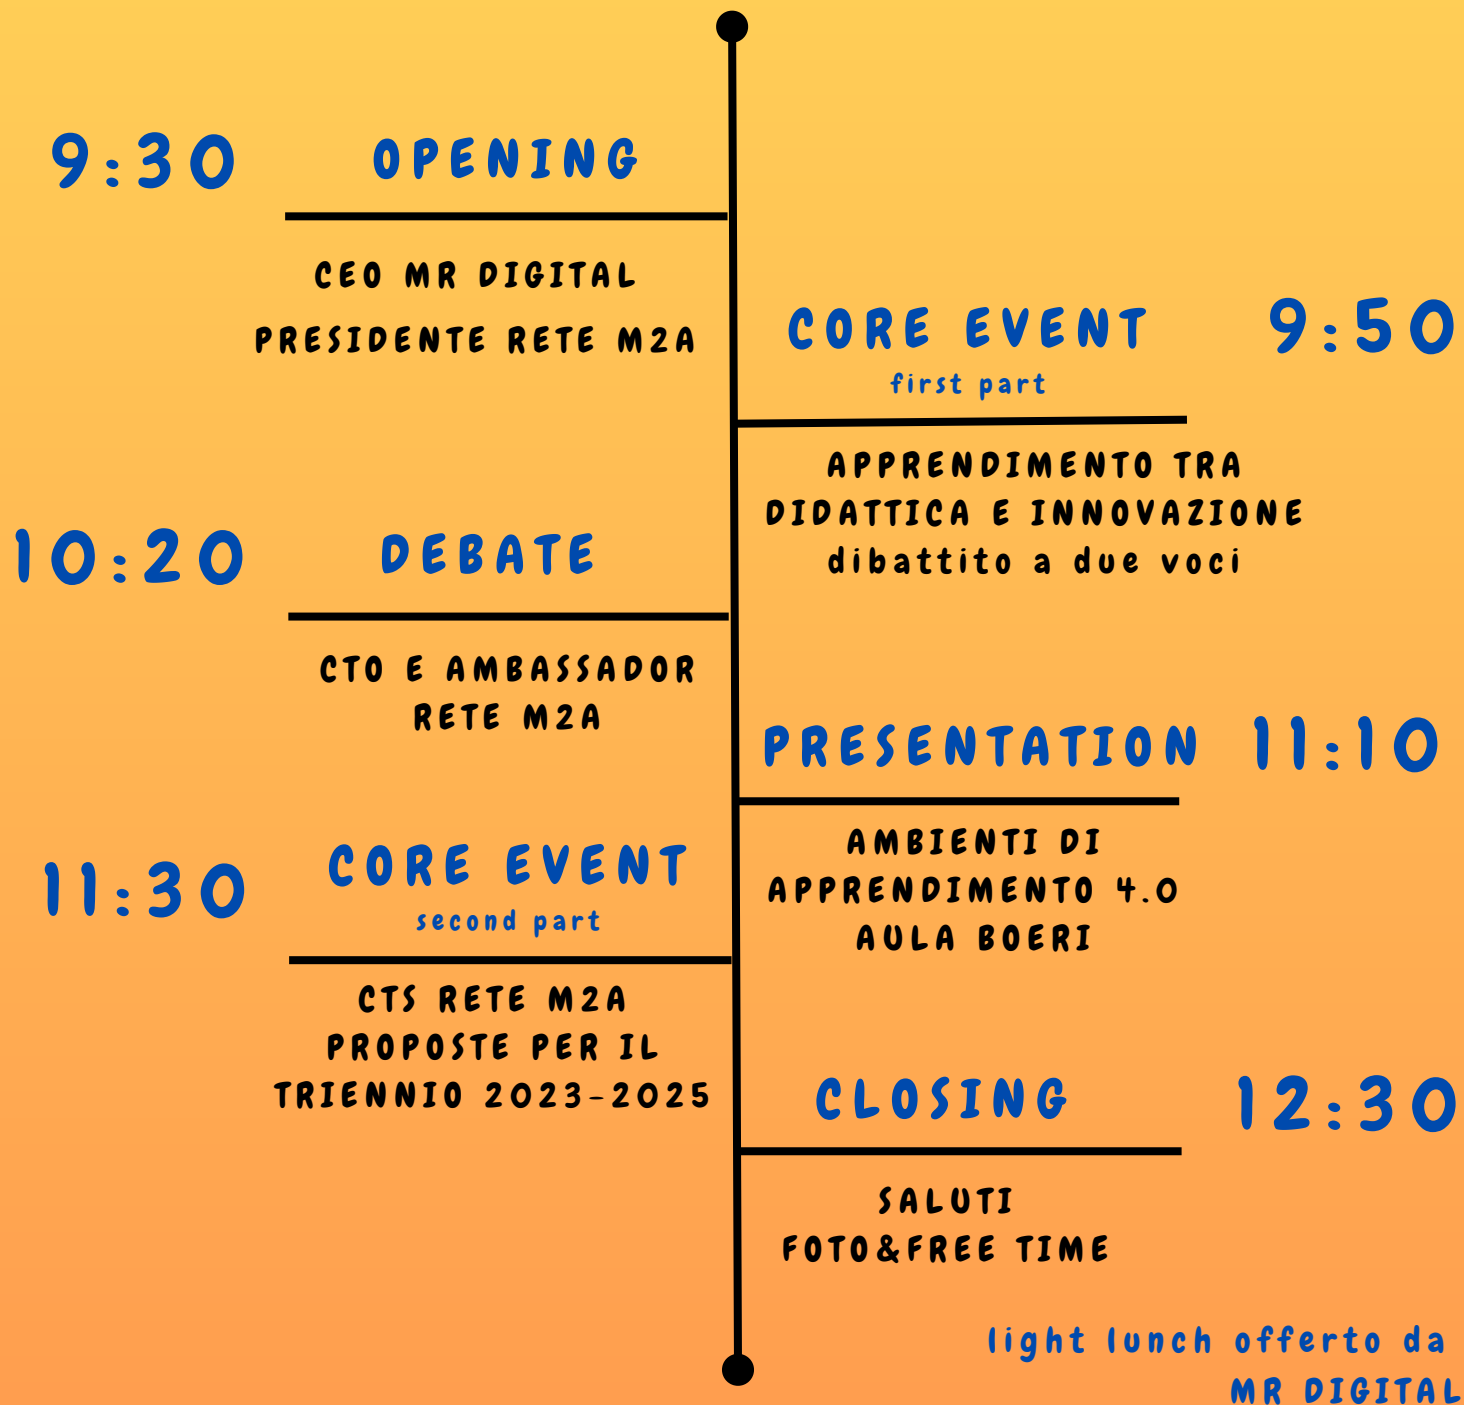 9:30
OPENING
CEO MR DIGITAL
PRESIDENTE RETE M2A
CORE EVENT
9:50
first part
APPRENDIMENTO TRA
DIDATTICA E INNOVAZIONE
dibattito a due voci
10:20
DEBATE
CTO E AMBASSADOR
RETE M2A
PRESENTATION
11:10
AMBIENTI DI
APPRENDIMENTO 4.0
AULA BOERI
11:30
CORE EVENT
second part
CTS RETE M2A
PROPOSTE PER IL
TRIENNIO 2023-2025
CLOSING
12:30
SALUTI
FOTO&FREE TIME
light lunch offerto da
MR DIGITAL